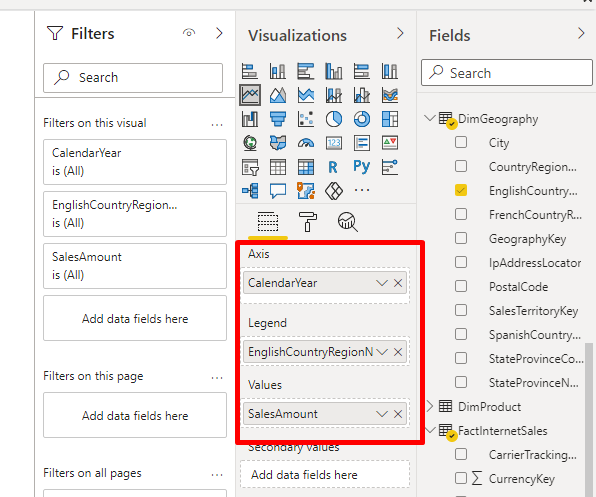 Filters
Search
Filters on this visual
...
CalendarYear
is (All)
EnglishCountryRegion...
is (All)
SalesAmount
is (All)
Add data fields here
Filters on this page
...
Add data fields here
Filters on all pages
...
Visualizations
123
R
Py
...
Axis
CalendarYear
Legend
EnglishCountryRegionN
Values
SalesAmount
Secondary values
Add data fields here
Fields
Search
DimGeography
City
CountryRegion...
EnglishCountry...
FrenchCountryR...
GeographyKey
IpAddressLocator
PostalCode
SalesTerritoryKey
SpanishCountry...
StateProvinceCo...
StateProvinceN...
DimProduct
FactInternetSales
CarrierTracking...
∑ CurrencyKey